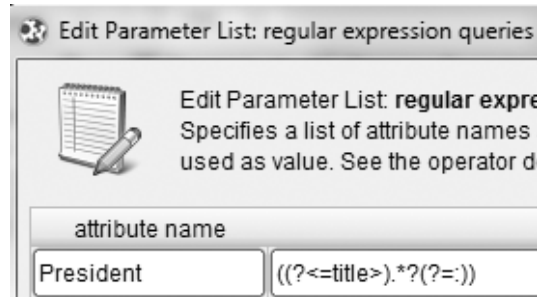 Edit Parameter List: regular expression queries
Edit Parameter List: regular expre
Specifies a list of attribute names
used as value. See the operator d
attribute name
President ((?<=title>).*?(?=:))